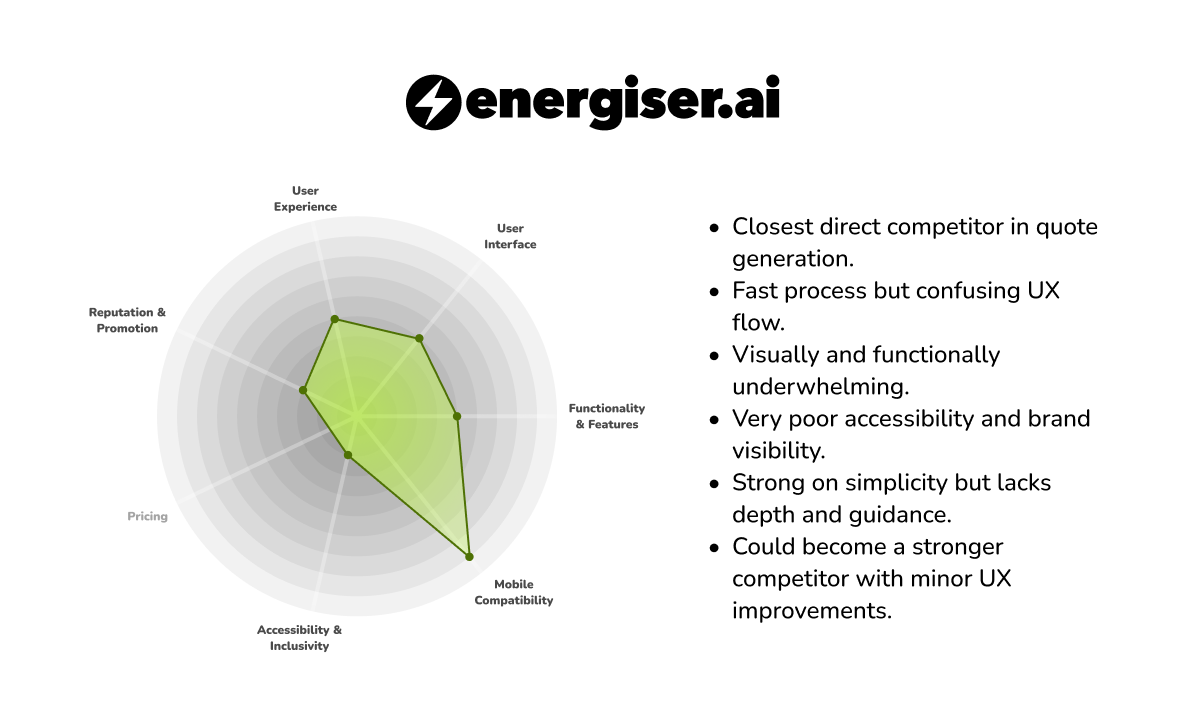 energiser.ai
User
Experience
User
Interface
Reputation &
Promotion
Functionality
& Features
Pricing
Mobile
Compatibility
Accessibility &
Inclusivity
• Closest direct competitor in quote
generation.
• Fast process but confusing UX
flow.
• Visually and functionally
underwhelming.
• Very poor accessibility and brand
visibility.
• Strong on simplicity but lacks
depth and guidance.
• Could become a stronger
competitor with minor UX
improvements.